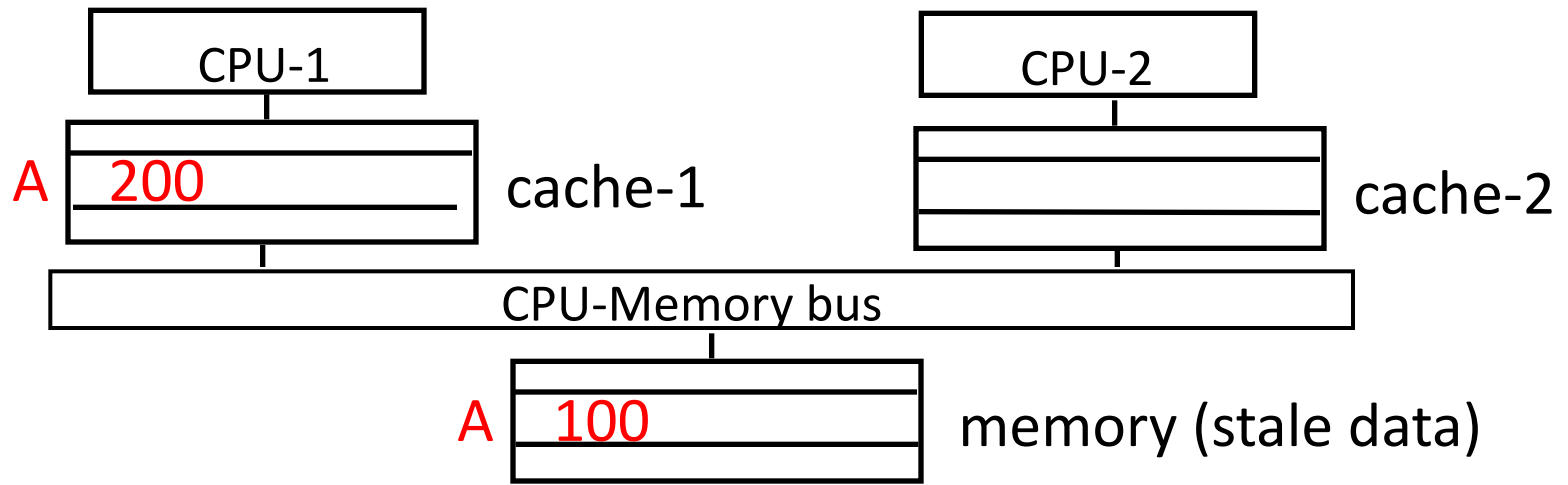 CPU-1
CPU-2
A 200
cache-1
cache-2
CPU-Memory bus
A 100
memory (stale data)